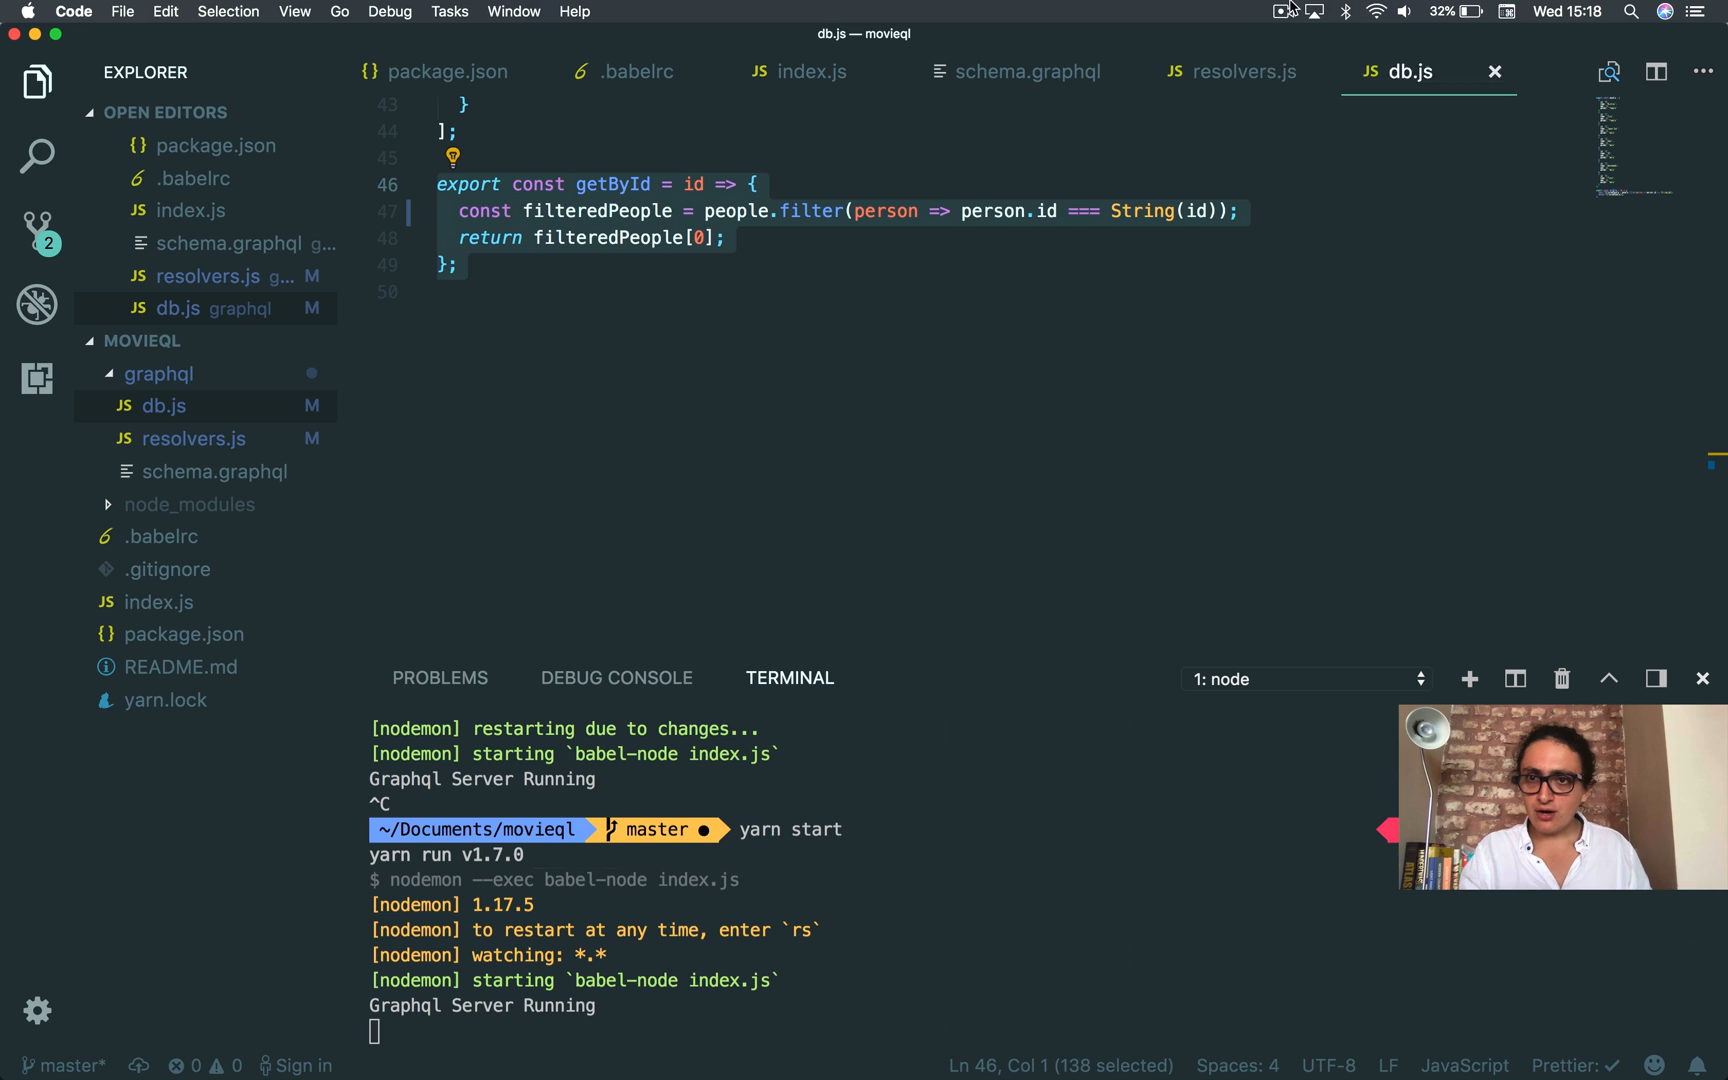 Code File Edit Selection View Go Debug Tasks Window Help 32% Wed 15:18
db.js — movieql
EXPLORER
OPEN EDITORS
{} package.json
.babelrc
JS index.js
schema.graphql g...
JS resolvers.js g... M
JS db.js graphql M
MOVIEQL
graphql
JS db.js M
JS resolvers.js M
schema.graphql
node_modules
.babelrc
.gitignore
JS index.js
{} package.json
README.md
yarn.lock
2
{} package.json .babelrc JS index.js schema.graphql JS resolvers.js JS db.js
43 }
44 ];
45
46 export const getById = id => {
47 const filteredPeople = people.filter(person => person.id === String(id));
48 return filteredPeople[0];
49 };
50
PROBLEMS DEBUG CONSOLE TERMINAL 1: node
[nodemon] restarting due to changes...
[nodemon] starting `babel-node index.js`
Graphql Server Running
^C
~/Documents/movieql master ● yarn start
yarn run v1.7.0
$ nodemon --exec babel-node index.js
[nodemon] 1.17.5
[nodemon] to restart at any time, enter `rs`
[nodemon] watching: *.*
[nodemon] starting `babel-node index.js`
Graphql Server Running
ATLAS
master* 0 0 Sign in Ln 46, Col 1 (138 selected) Spaces: 4 UTF-8 LF JavaScript Prettier: ✓